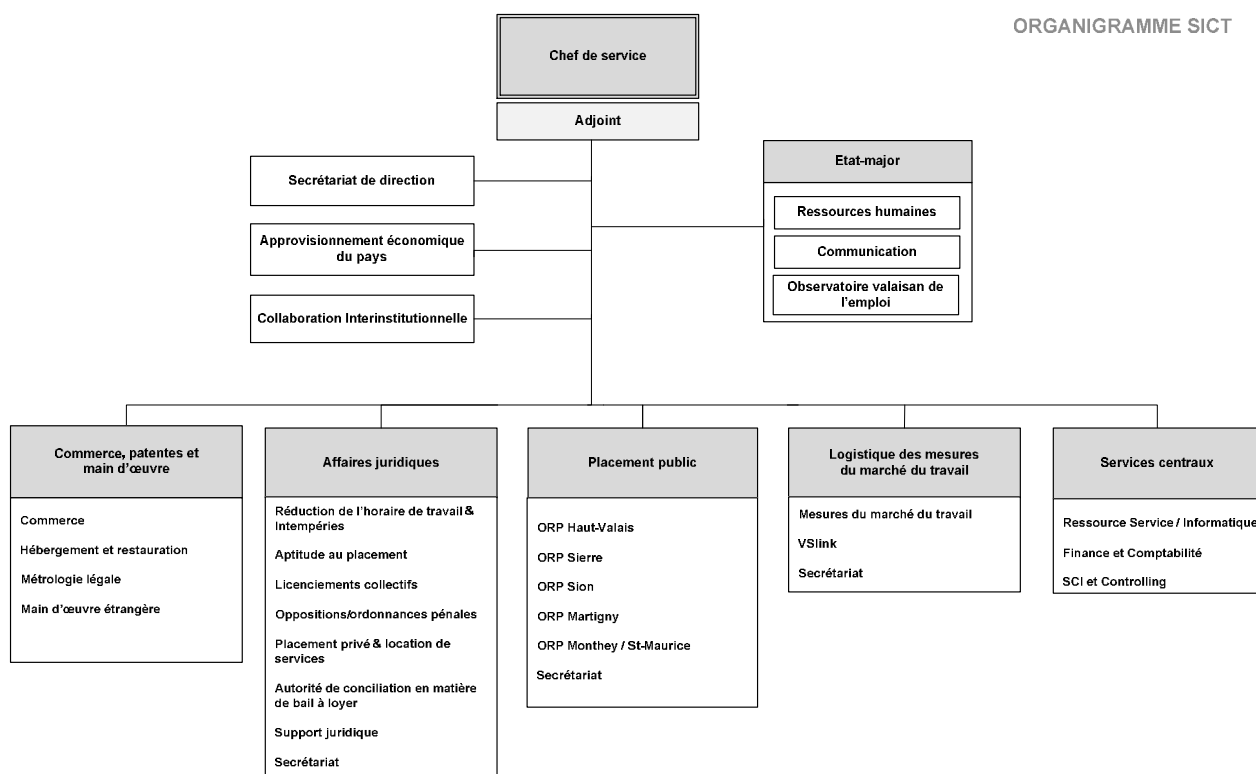 ORGANIGRAMME SICT
Chef de service
Adjoint
Secrétariat de direction
Approvisionnement économique
du pays
Collaboration Interinstitutionnelle
Etat-major
Ressources humaines
Communication
Observatoire valaisan de
l'emploi
Commerce, patentes et
main d'œuvre
Commerce
Hébergement et restauration
Métrologie légale
Main d'œuvre étrangère
Affaires juridiques
Réduction de l'horaire de travail &
Intempéries
Aptitude au placement
Licenciements collectifs
Oppositions/ordonnances pénales
Placement privé & location de
services
Autorité de conciliation en matière
de bail à loyer
Support juridique
Secrétariat
Placement public
ORP Haut-Valais
ORP Sierre
ORP Sion
ORP Martigny
ORP Monthey / St-Maurice
Secrétariat
Logistique des mesures
du marché du travail
Mesures du marché du travail
VSlink
Secrétariat
Services centraux
Ressource Service / Informatique
Finance et Comptabilité
SCI et Controlling